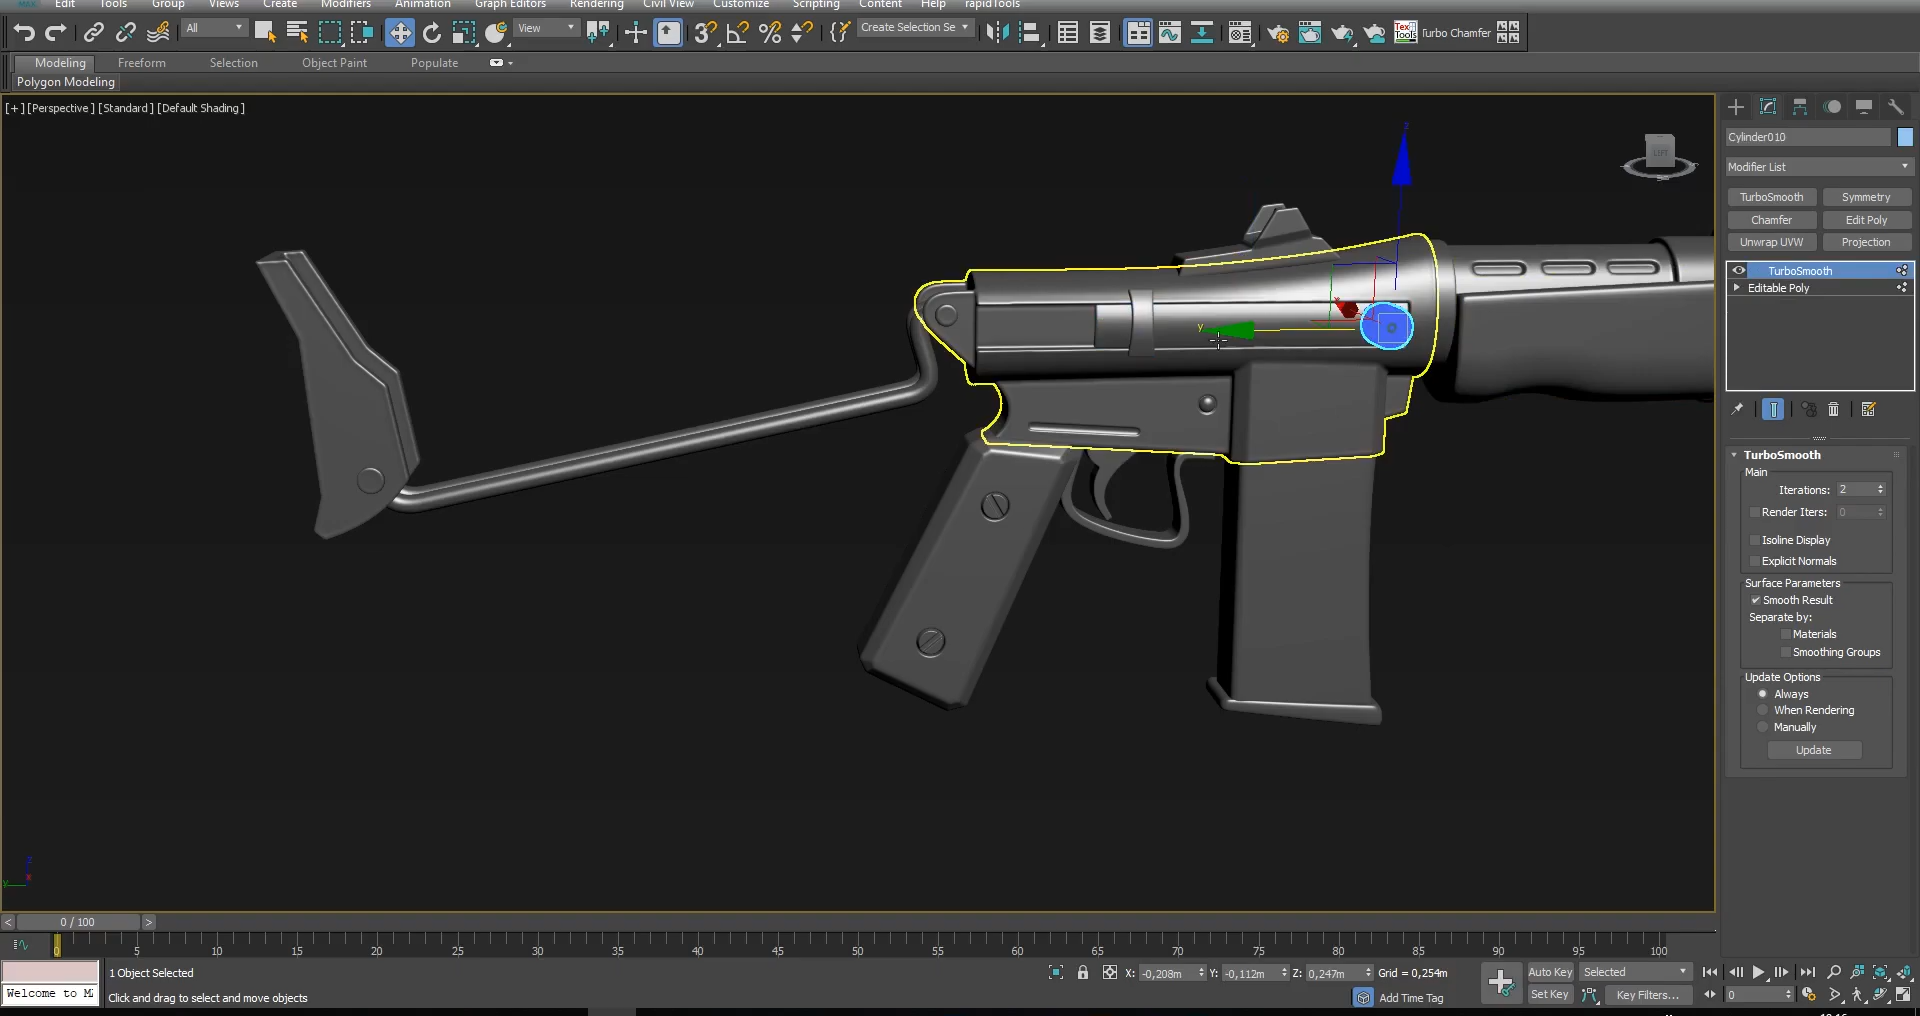 Edit Tools Group Views Create Modifiers Animation Graph Editors Rendering Civil View Customize Scripting Content Help rapidTools
All View Create Selection Se Tex Tools Turbo Chamfer
Modeling Freeform Selection Object Paint Populate
Polygon Modeling
[+] [Perspective ] [Standard ] [Default Shading ]
z
y
x
LEFT
Cylinder010
Modifier List
TurboSmooth Symmetry
Chamfer Edit Poly
Unwrap UVW Projection
TurboSmooth
Editable Poly
TurboSmooth
Main
Iterations: 2
Render Iters: 0
Isoline Display
Explicit Normals
Surface Parameters
Smooth Result
Separate by:
Materials
Smoothing Groups
Update Options
Always
When Rendering
Manually
Update
z
y x
< 0 / 100 >
0 5 10 15 20 25 30 35 40 45 50 55 60 65 70 75 80 85 90 95 100
1 Object Selected X: -0,208m Y: -0,112m Z: 0,247m Grid = 0,254m Auto Key Selected
Welcome to M
Click and drag to select and move objects Add Time Tag Set Key Key Filters... 0